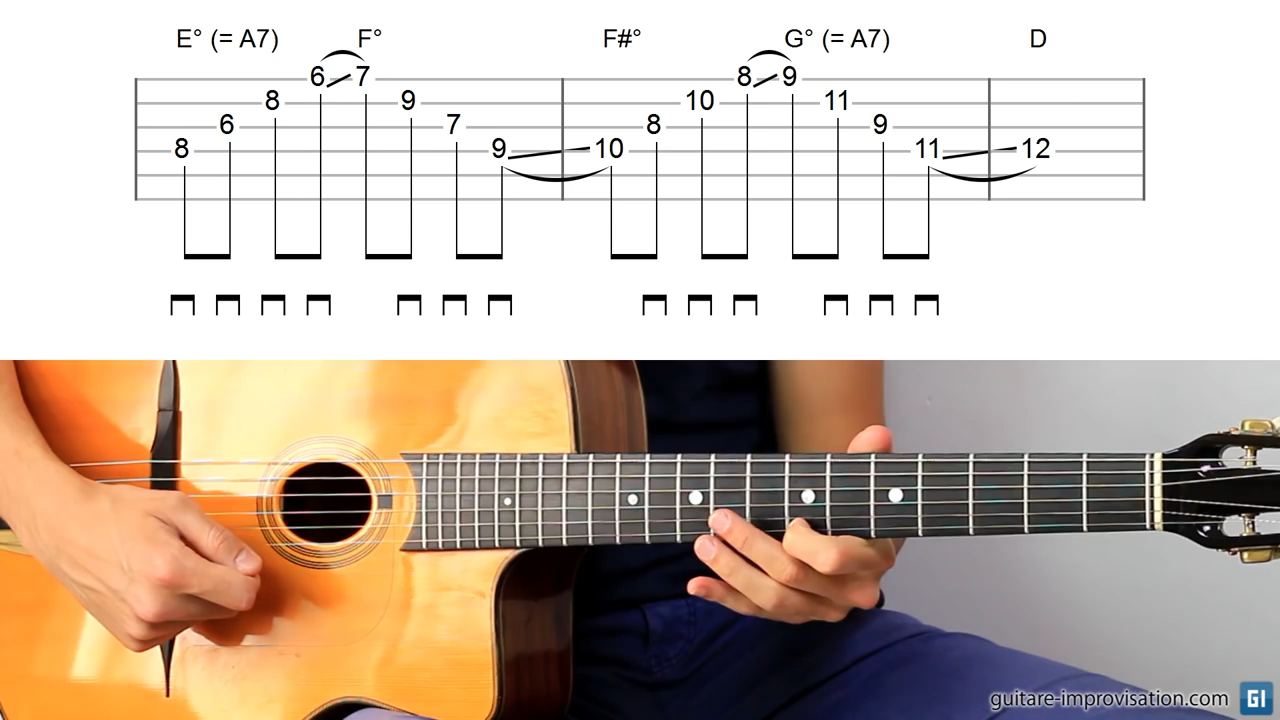 E° (= A7) F° F#° G° (= A7) D
6 7 8 9
8 9 10 11
6 7 8 9
8 9 10 11 12
guitare-improvisation.com GI